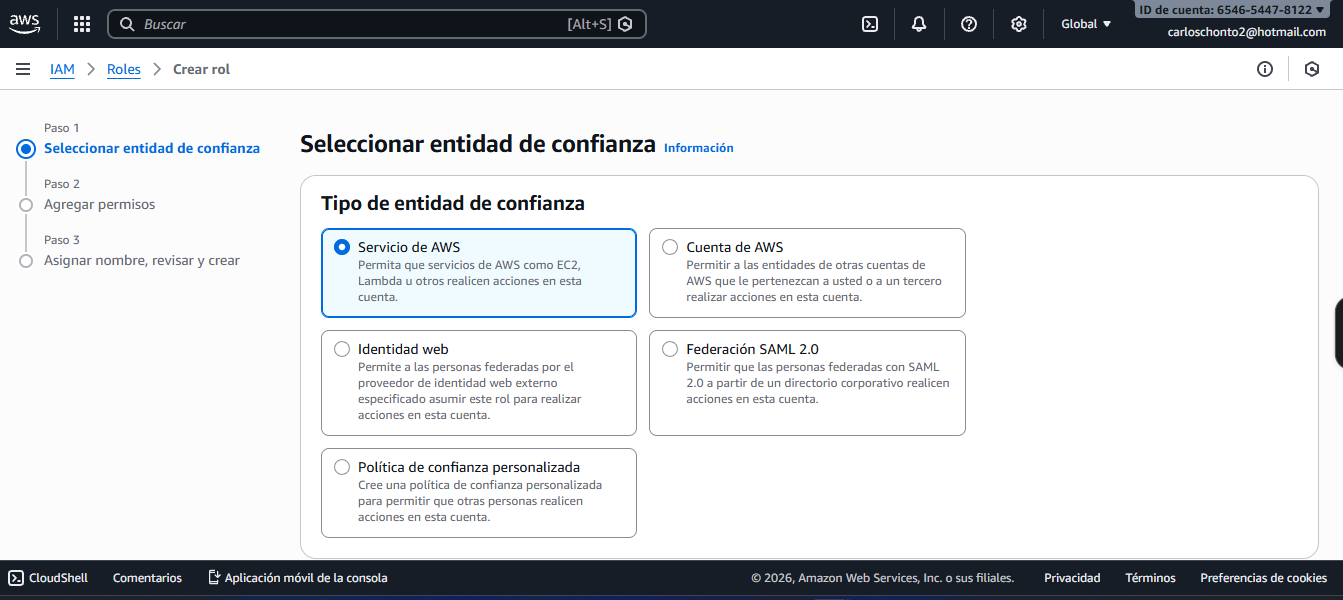 aws
Buscar
[Alt+S]
Global
ID de cuenta: 6546-5447-8122
carloschonto2@hotmail.com
IAM
Roles
Crear rol
Paso 1
Seleccionar entidad de confianza
Paso 2
Agregar permisos
Paso 3
Asignar nombre, revisar y crear
Seleccionar entidad de confianza Información
Tipo de entidad de confianza
Servicio de AWS
Permita que servicios de AWS como EC2,
Lambda u otros realicen acciones en esta
cuenta.
Cuenta de AWS
Permitir a las entidades de otras cuentas de
AWS que le pertenezcan a usted o a un tercero
realizar acciones en esta cuenta.
Identidad web
Permite a las personas federadas por el
proveedor de identidad web externo
especificado asumir este rol para realizar
acciones en esta cuenta.
Federación SAML 2.0
Permitir que las personas federadas con SAML
2.0 a partir de un directorio corporativo realicen
acciones en esta cuenta.
Política de confianza personalizada
Cree una política de confianza personalizada
para permitir que otras personas realicen
acciones en esta cuenta.
CloudShell
Comentarios
Aplicación móvil de la consola
© 2026, Amazon Web Services, Inc. o sus filiales.
Privacidad
Términos
Preferencias de cookies